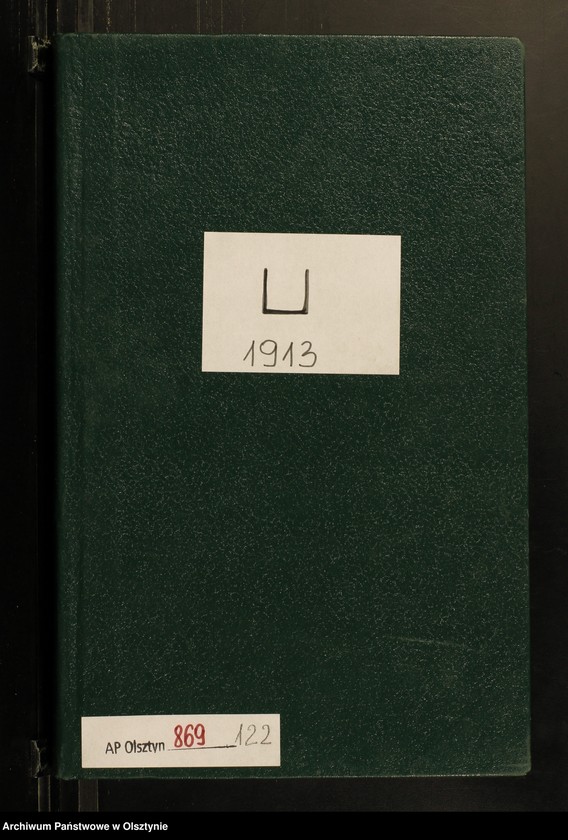 U
1913
AP Olsztyn 869 122
Archiwum Państwowe w Olsztynie